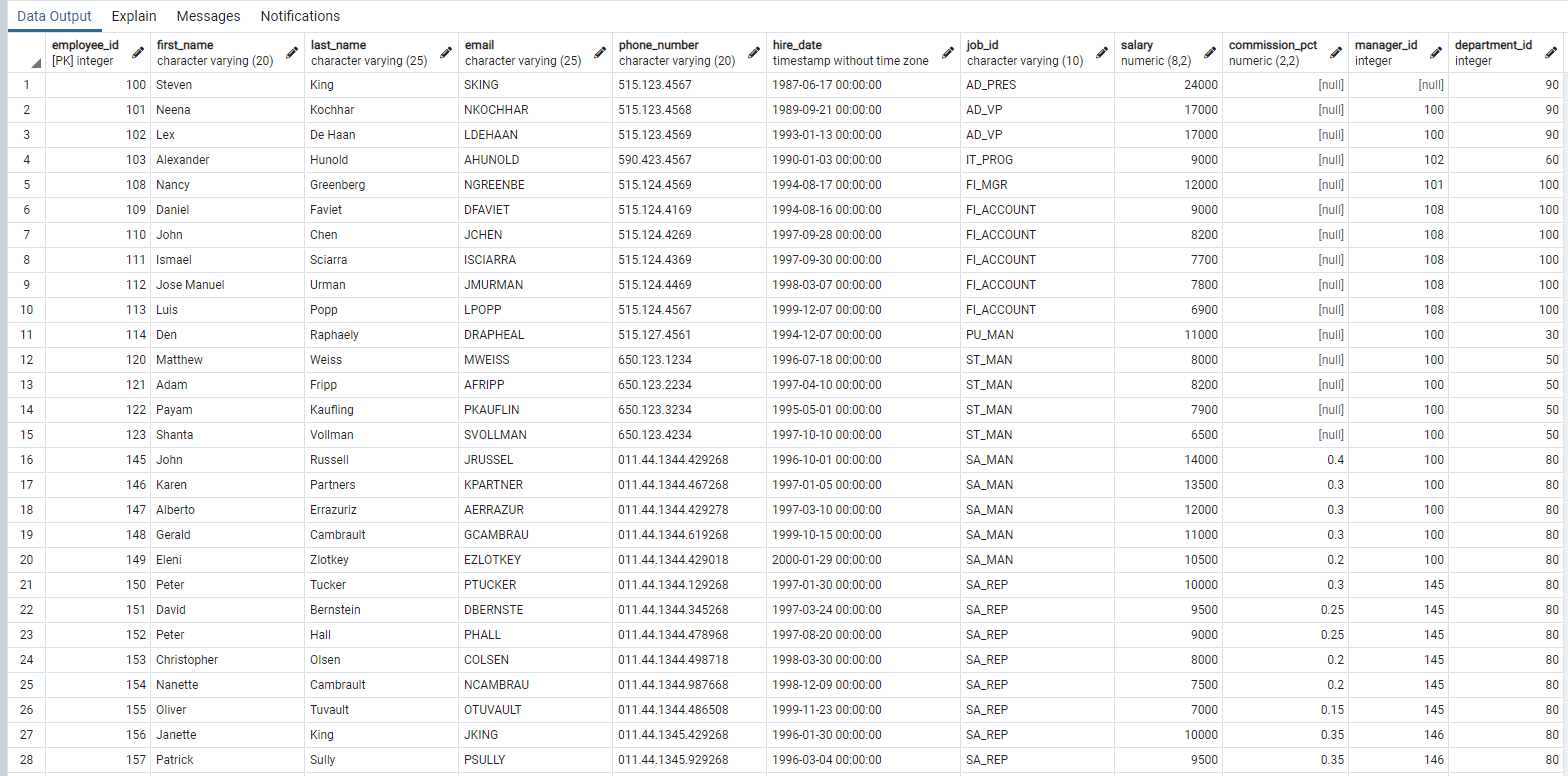 Data Output Explain Messages Notifications
employee_id first_name last_name email phone_number hire_date job_id salary commission_pct manager_id department_id
[PK] integer character varying (20) character varying (25) character varying (25) character varying (20) timestamp without time zone character varying (10) numeric (8,2) numeric (2,2) integer integer
1 100 Steven King SKING 515.123.4567 1987-06-17 00:00:00 AD_PRES 24000 [null] [null] 90
2 101 Neena Kochhar NKOCHHAR 515.123.4568 1989-09-21 00:00:00 AD_VP 17000 [null] 100 90
3 102 Lex De Haan LDEHAAN 515.123.4569 1993-01-13 00:00:00 AD_VP 17000 [null] 100 90
4 103 Alexander Hunold AHUNOLD 590.423.4567 1990-01-03 00:00:00 IT_PROG 9000 [null] 102 60
5 108 Nancy Greenberg NGREENBE 515.124.4569 1994-08-17 00:00:00 FI_MGR 12000 [null] 101 100
6 109 Daniel Faviet DFAVIET 515.124.4169 1994-08-16 00:00:00 FI_ACCOUNT 9000 [null] 108 100
7 110 John Chen JCHEN 515.124.4269 1997-09-28 00:00:00 FI_ACCOUNT 8200 [null] 108 100
8 111 Ismael Sciarra ISCIARRA 515.124.4369 1997-09-30 00:00:00 FI_ACCOUNT 7700 [null] 108 100
9 112 Jose Manuel Urman JMURMAN 515.124.4469 1998-03-07 00:00:00 FI_ACCOUNT 7800 [null] 108 100
10 113 Luis Popp LPOPP 515.124.4567 1999-12-07 00:00:00 FI_ACCOUNT 6900 [null] 108 100
11 114 Den Raphaely DRAPHEAL 515.127.4561 1994-12-07 00:00:00 PU_MAN 11000 [null] 100 30
12 120 Matthew Weiss MWEISS 650.123.1234 1996-07-18 00:00:00 ST_MAN 8000 [null] 100 50
13 121 Adam Fripp AFRIPP 650.123.2234 1997-04-10 00:00:00 ST_MAN 8200 [null] 100 50
14 122 Payam Kaufling PKAUFLIN 650.123.3234 1995-05-01 00:00:00 ST_MAN 7900 [null] 100 50
15 123 Shanta Vollman SVOLLMAN 650.123.4234 1997-10-10 00:00:00 ST_MAN 6500 [null] 100 50
16 145 John Russell JRUSSEL 011.44.1344.429268 1996-10-01 00:00:00 SA_MAN 14000 0.4 100 80
17 146 Karen Partners KPARTNER 011.44.1344.467268 1997-01-05 00:00:00 SA_MAN 13500 0.3 100 80
18 147 Alberto Errazuriz AERRAZUR 011.44.1344.429278 1997-03-10 00:00:00 SA_MAN 12000 0.3 100 80
19 148 Gerald Cambrault GCAMBRAU 011.44.1344.619268 1999-10-15 00:00:00 SA_MAN 11000 0.3 100 80
20 149 Eleni Zlotkey EZLOTKEY 011.44.1344.429018 2000-01-29 00:00:00 SA_MAN 10500 0.2 100 80
21 150 Peter Tucker PTUCKER 011.44.1344.129268 1997-01-30 00:00:00 SA_REP 10000 0.3 145 80
22 151 David Bernstein DBERNSTE 011.44.1344.345268 1997-03-24 00:00:00 SA_REP 9500 0.25 145 80
23 152 Peter Hall PHALL 011.44.1344.478968 1997-08-20 00:00:00 SA_REP 9000 0.25 145 80
24 153 Christopher Olsen COLSEN 011.44.1344.498718 1998-03-30 00:00:00 SA_REP 8000 0.2 145 80
25 154 Nanette Cambrault NCAMBRAU 011.44.1344.987668 1998-12-09 00:00:00 SA_REP 7500 0.2 145 80
26 155 Oliver Tuvault OTUVAULT 011.44.1344.486508 1999-11-23 00:00:00 SA_REP 7000 0.15 145 80
27 156 Janette King JKING 011.44.1345.429268 1996-01-30 00:00:00 SA_REP 10000 0.35 146 80
28 157 Patrick Sully PSULLY 011.44.1345.929268 1996-03-04 00:00:00 SA_REP 9500 0.35 146 80